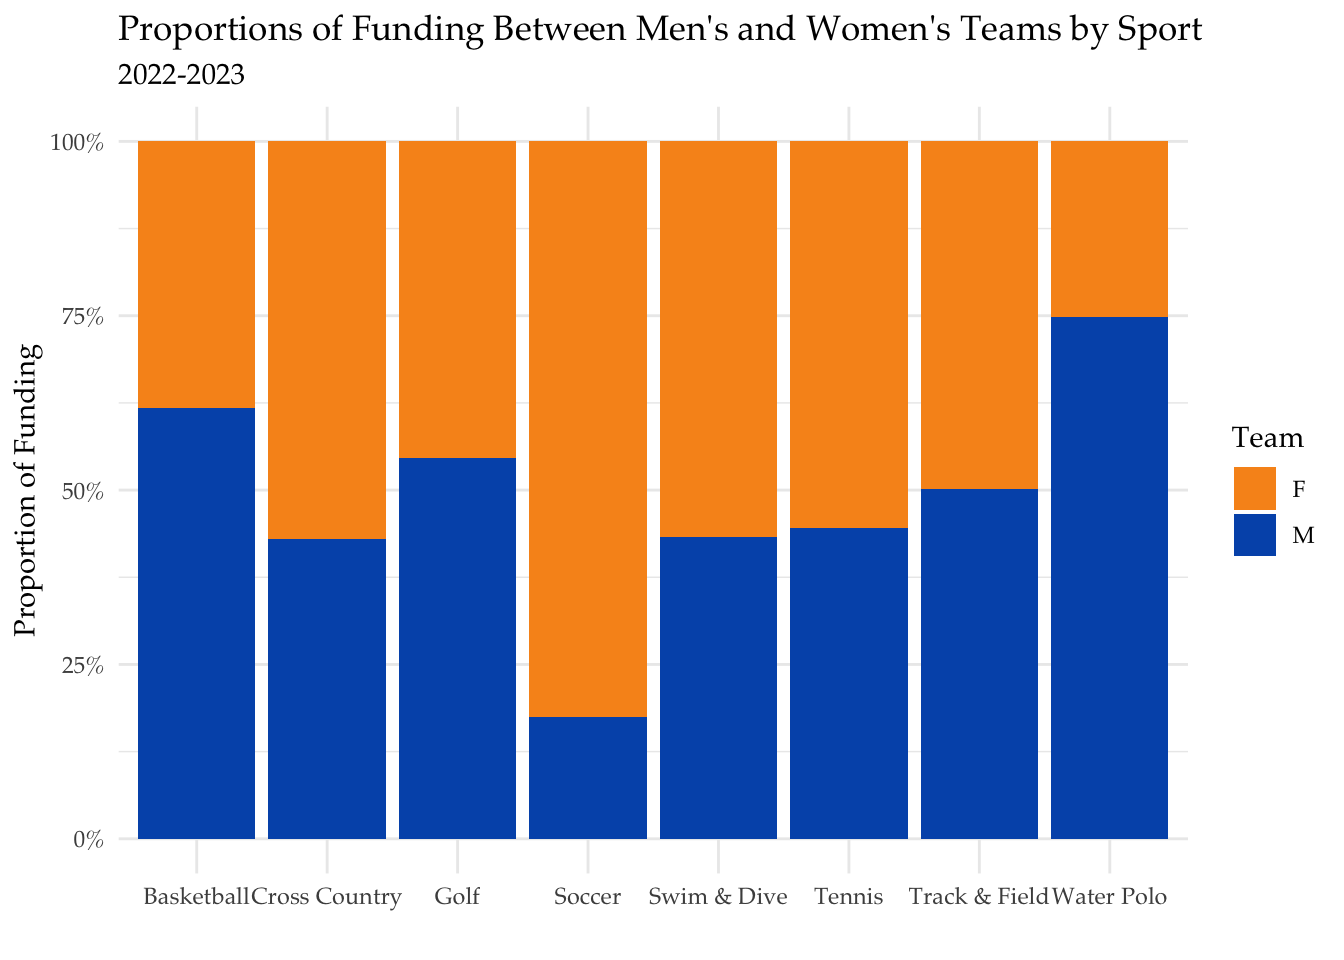 Proportions of Funding Between Men's and Women's Teams by Sport
2022-2023
100%
75%
50%
25%
0%
Proportion of Funding
Basketball Cross Country Golf Soccer Swim & Dive Tennis Track & Field Water Polo
Team
F
M